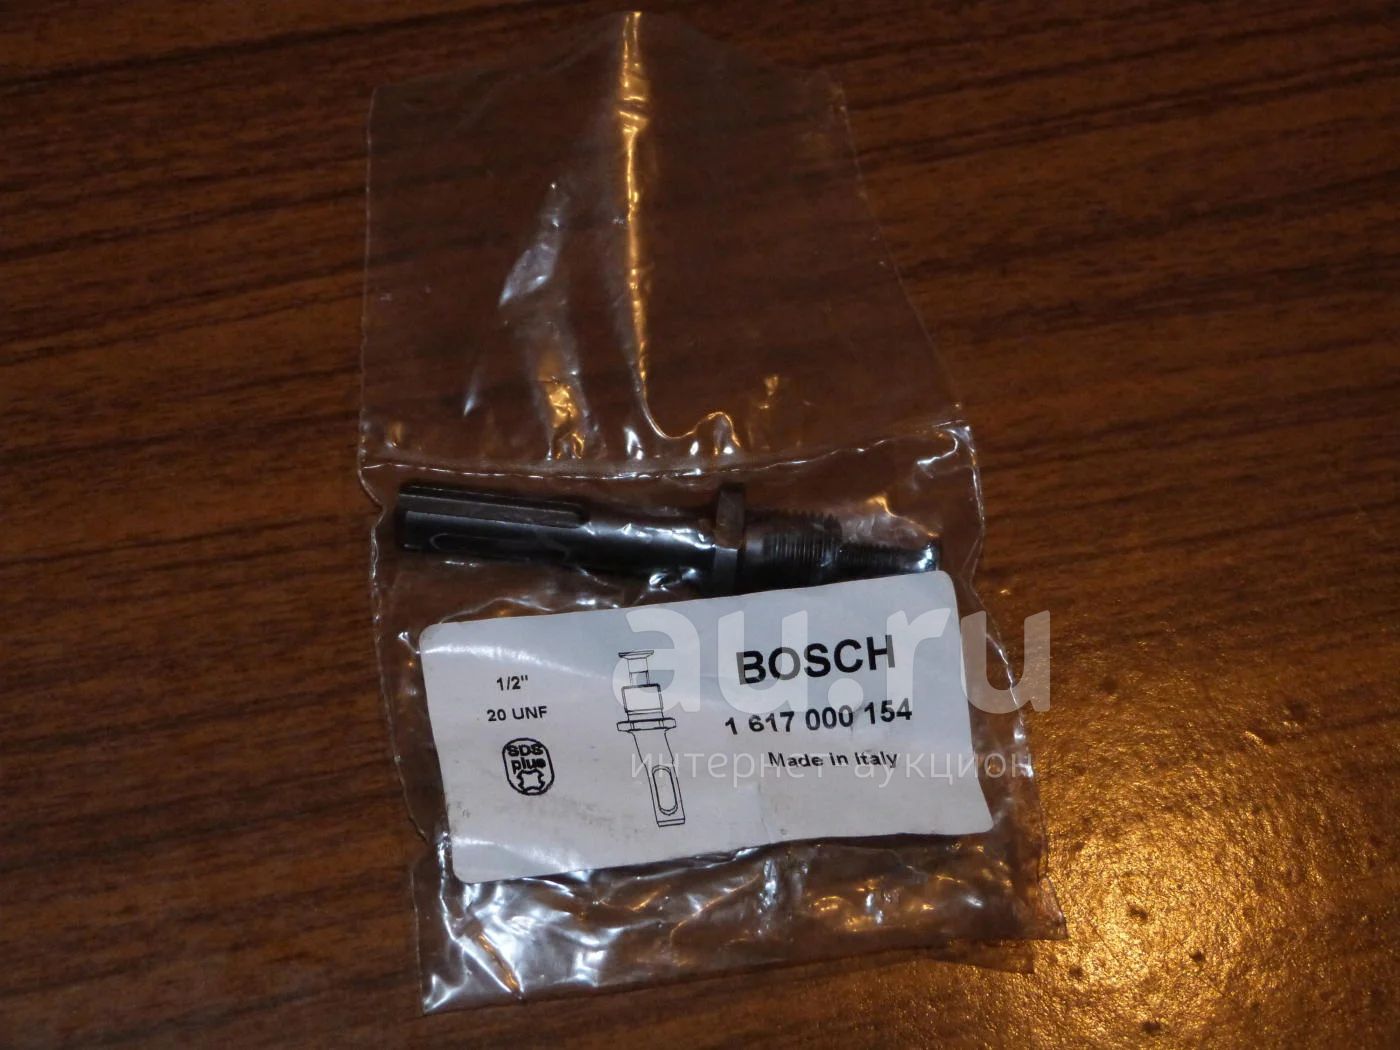 1/2"
20 UNF
SDS
plus
BOSCH
1 617 000 154
Made in Italy
au.ru
интернет аукцион